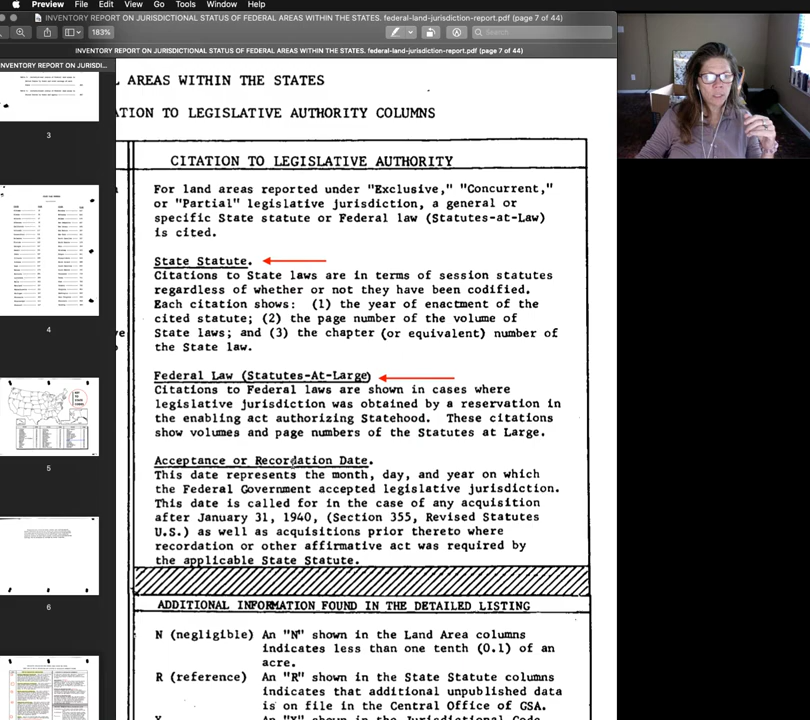 Preview File Edit View Go Tools Window Help
INVENTORY REPORT ON JURISDICTIONAL STATUS OF FEDERAL AREAS WITHIN THE STATES. federal-land-jurisdiction-report.pdf (page 7 of 44)
183%
Search
INVENTORY REPORT ON JURISDICTIONAL STATUS OF FEDERAL AREAS WITHIN THE STATES. federal-land-jurisdiction-report.pdf (page 7 of 44)
INVENTORY REPORT ON JURISDI...
3
4
5
6
AREAS WITHIN THE STATES
ATION TO LEGISLATIVE AUTHORITY COLUMNS
CITATION TO LEGISLATIVE AUTHORITY
For land areas reported under "Exclusive," "Concurrent,"
or "Partial" legislative jurisdiction, a general or
specific State statute or Federal law (Statutes-at-Law)
is cited.
State Statute.
Citations to State laws are in terms of session statutes
regardless of whether or not they have been codified.
Each citation shows: (1) the year of enactment of the
cited statute; (2) the page number of the volume of
State laws; and (3) the chapter (or equivalent) number of
the State law.
Federal Law (Statutes-At-Large)
Citations to Federal laws are shown in cases where
legislative jurisdiction was obtained by a reservation in
the enabling act authorizing Statehood. These citations
show volumes and page numbers of the Statutes at Large.
Acceptance or Recordation Date.
This date represents the month, day, and year on which
the Federal Government accepted legislative jurisdiction.
This date is called for in the case of any acquisition
after January 31, 1940, (Section 355, Revised Statutes
U.S.) as well as acquisitions prior thereto where
recordation or other affirmative act was required by
the applicable State Statute.
ADDITIONAL INFORMATION FOUND IN THE DETAILED LISTING
N (negligible) An "N" shown in the Land Area columns
indicates less than one tenth (0.1) of an
acre.
R (reference) An "R" shown in the State Statute columns
indicates that additional unpublished data
is on file in the Central Office of GSA.